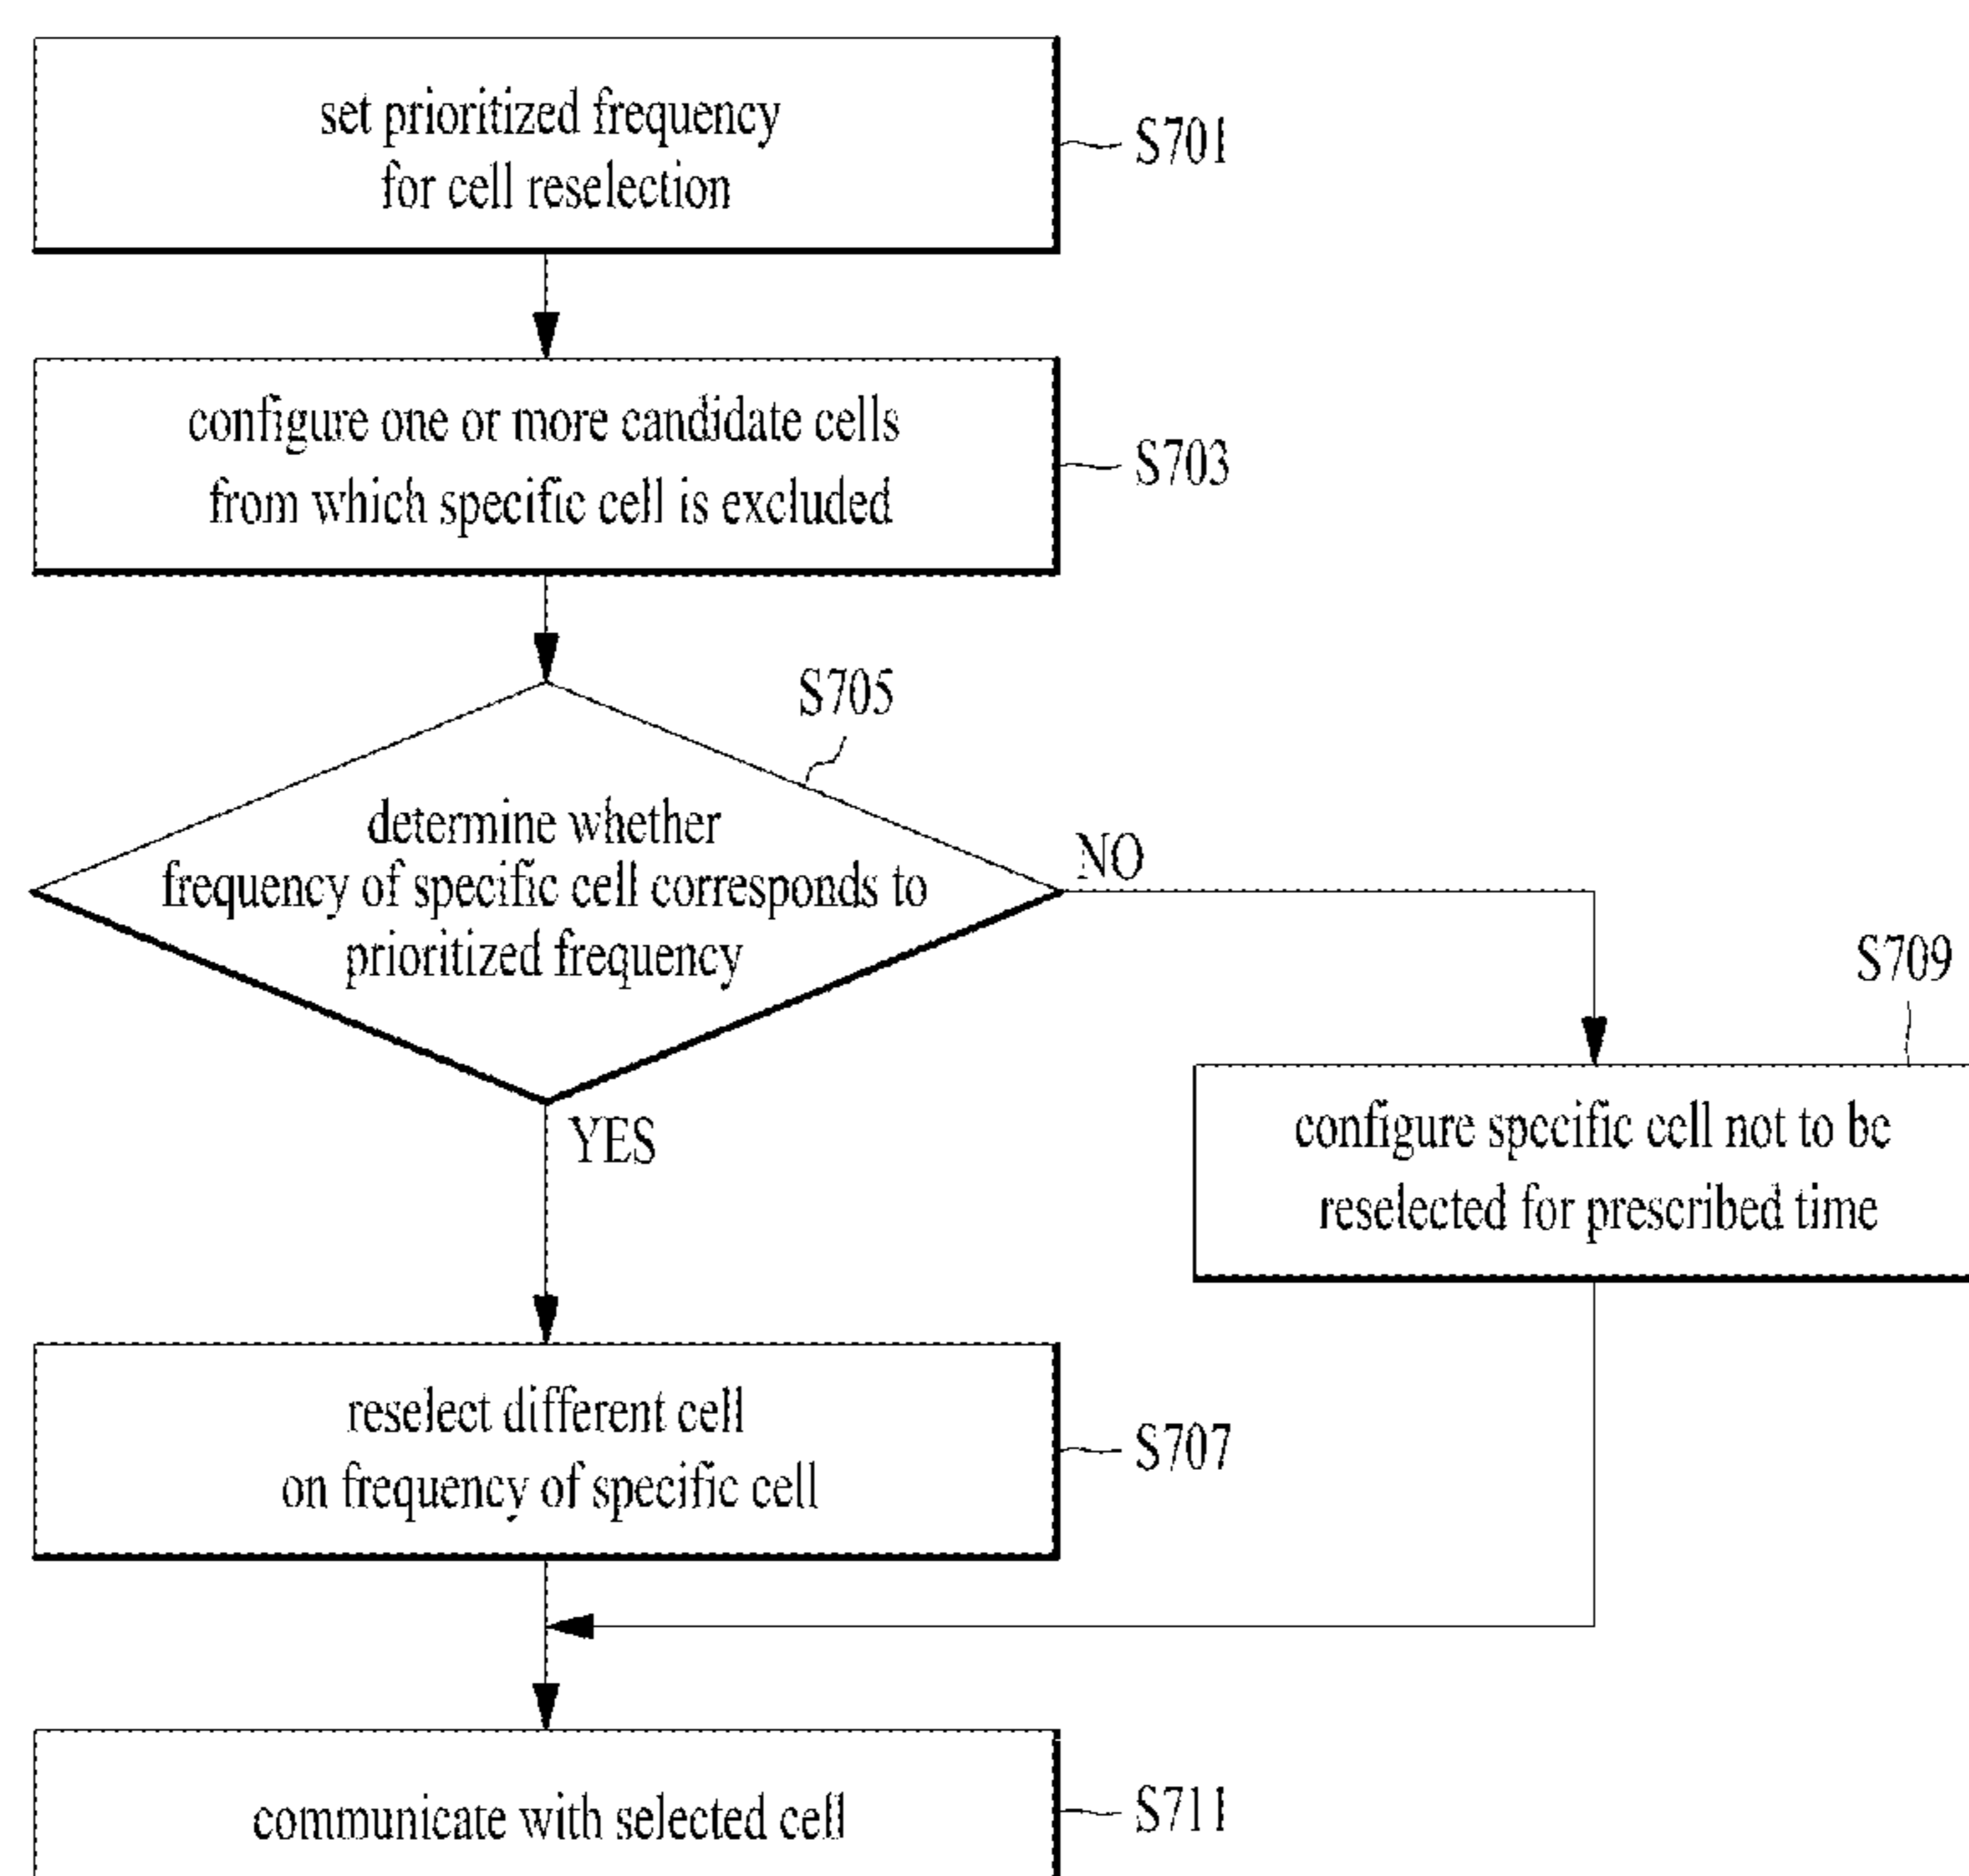 set prioritized frequency
for cell reselection
S701
configure one or more candidate cells
from which specific cell is excluded
S703
S705
determine whether
frequency of specific cell corresponds to
prioritized frequency
NO
YES
S709
configure specific cell not to be
reselected for prescribed time
reselect different cell
on frequency of specific cell
S707
communicate with selected cell
S711